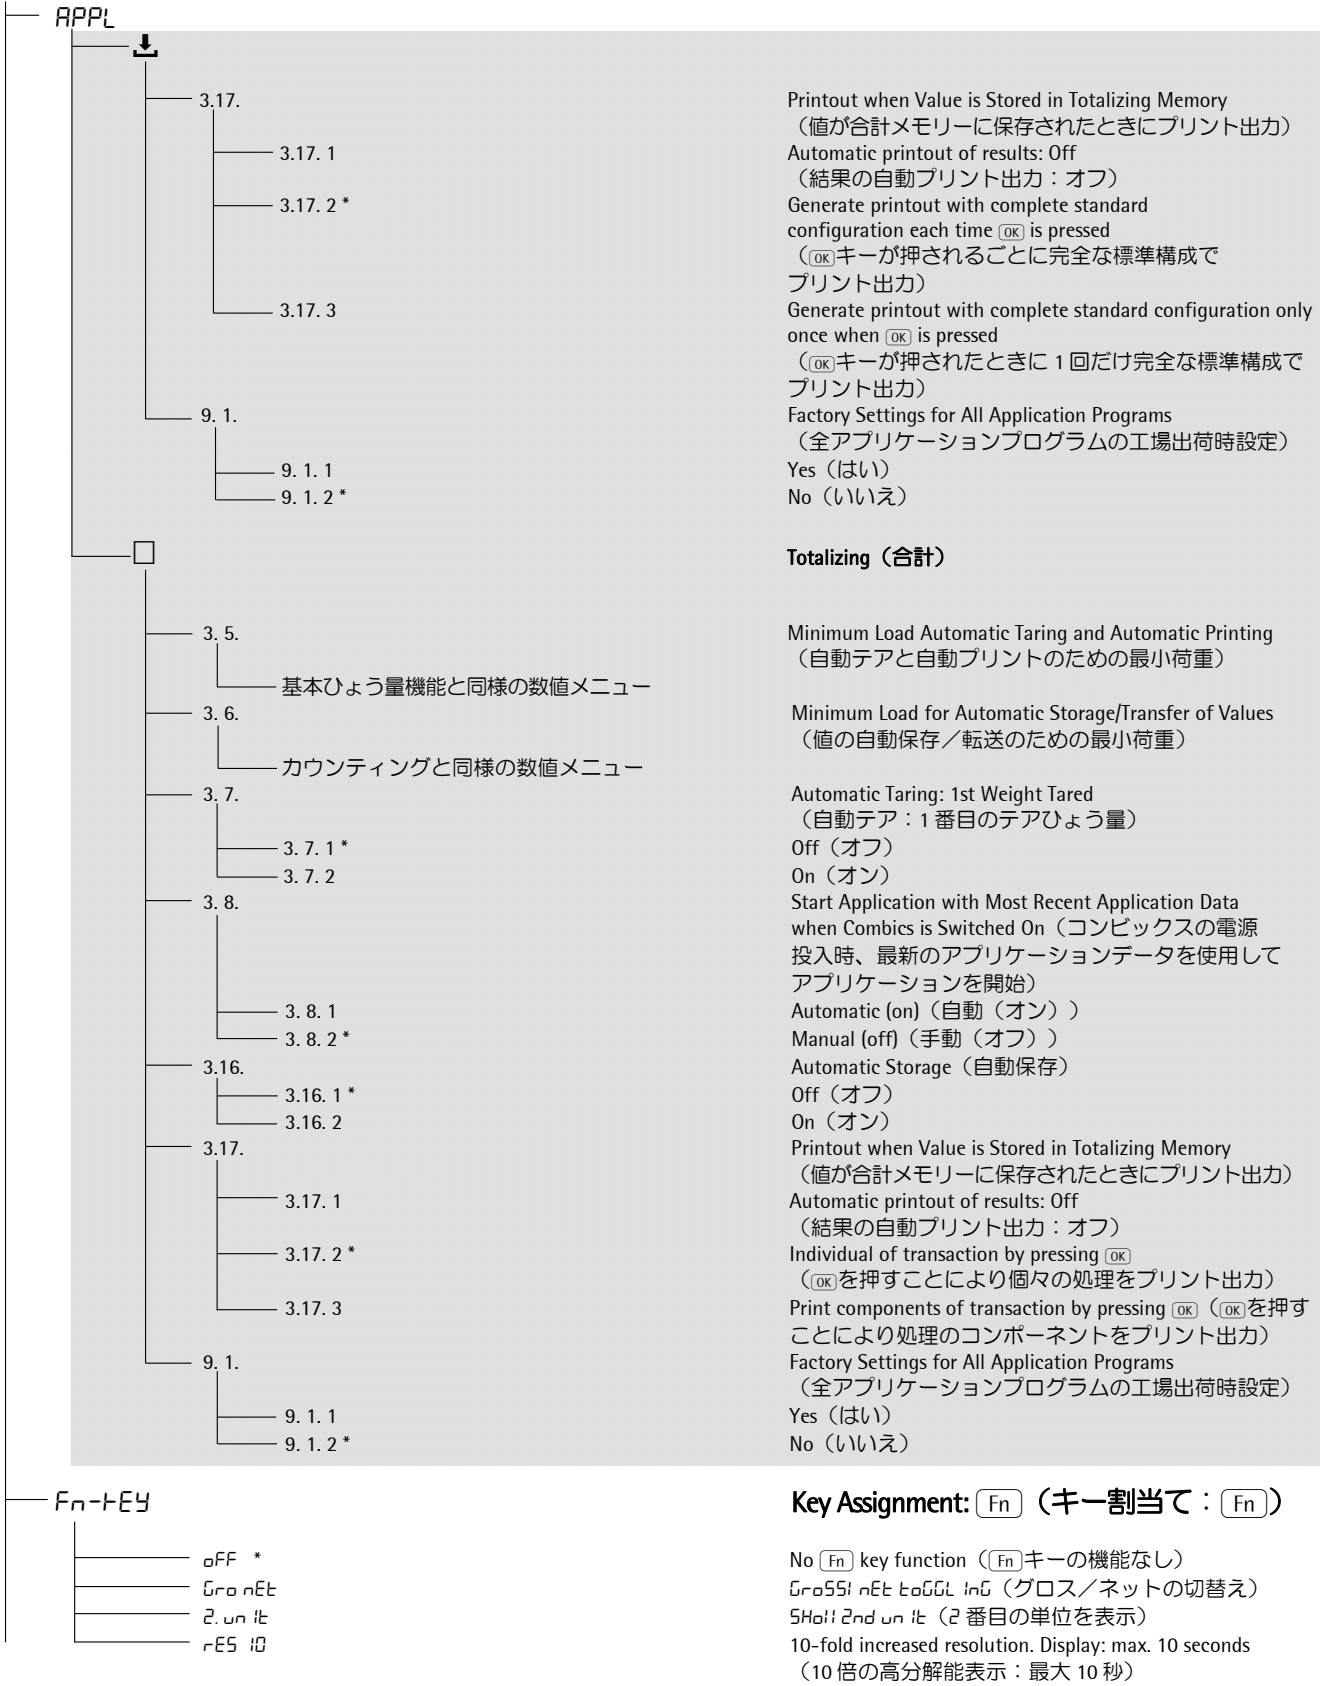 APPL
3.17. Printout when Value is Stored in Totalizing Memory
（値が合計メモリーに保存されたときにプリント出力）
3.17. 1 Automatic printout of results: Off
（結果の自動プリント出力：オフ）
3.17. 2 * Generate printout with complete standard
configuration each time OK is pressed
（OKキーが押されるごとに完全な標準構成で
プリント出力）
3.17. 3 Generate printout with complete standard configuration only
once when OK is pressed
（OKキーが押されたときに 1 回だけ完全な標準構成で
プリント出力）
9. 1. Factory Settings for All Application Programs
（全アプリケーションプログラムの工場出荷時設定）
9. 1. 1 Yes（はい）
9. 1. 2 * No（いいえ）
Totalizing（合計）
3. 5. Minimum Load Automatic Taring and Automatic Printing
（自動テアと自動プリントのための最小荷重）
基本ひょう量機能と同様の数値メニュー
3. 6. Minimum Load for Automatic Storage/Transfer of Values
（値の自動保存／転送のための最小荷重）
カウンティングと同様の数値メニュー
3. 7. Automatic Taring: 1st Weight Tared
（自動テア：1 番目のテアひょう量）
3. 7. 1 * Off（オフ）
3. 7. 2 On（オン）
3. 8. Start Application with Most Recent Application Data
when Combics is Switched On（コンビックスの電源
投入時、最新のアプリケーションデータを使用して
アプリケーションを開始）
3. 8. 1 Automatic (on)（自動（オン））
3. 8. 2 * Manual (off)（手動（オフ））
3.16. Automatic Storage（自動保存）
3.16. 1 * Off（オフ）
3.16. 2 On（オン）
3.17. Printout when Value is Stored in Totalizing Memory
（値が合計メモリーに保存されたときにプリント出力）
3.17. 1 Automatic printout of results: Off
（結果の自動プリント出力：オフ）
3.17. 2 * Individual of transaction by pressing OK
（OKを押すことにより個々の処理をプリント出力）
3.17. 3 Print components of transaction by pressing OK（OKを押す
ことにより処理のコンポーネントをプリント出力）
9. 1. Factory Settings for All Application Programs
（全アプリケーションプログラムの工場出荷時設定）
9. 1. 1 Yes（はい）
9. 1. 2 * No（いいえ）
Fn-KEY Key Assignment: Fn（キー割当て：Fn）
oFF * No Fn key function（Fnキーの機能なし）
Gro nEt GroSS/ nEt toGGLInG（グロス／ネットの切替え）
2. unIt SHoW 2nd unIt（2 番目の単位を表示）
rES 10 10-fold increased resolution. Display: max. 10 seconds
（10 倍の高分解能表示：最大 10 秒）